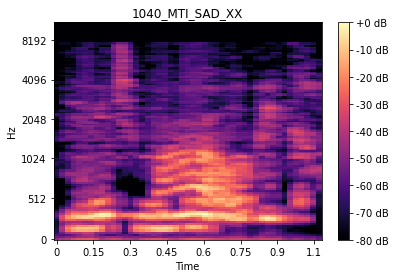 1040_MTI_SAD_XX
+0 dB
8192
-10 dB
4096
-20 dB
-30 dB
2048
Hz
-40 dB
1024
-50 dB
512
-60 dB
-70 dB
0
-80 dB
0 0.15 0.3 0.45 0.6 0.75 0.9 1.1
Time